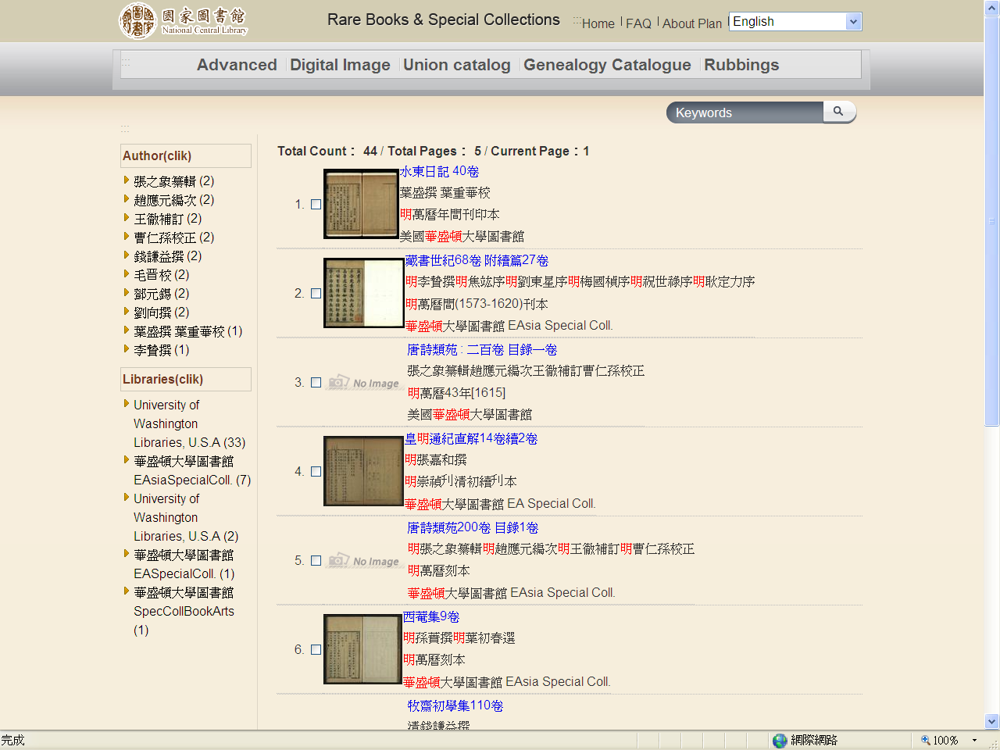 國家圖書館
National Central Library
Rare Books & Special Collections
Home
FAQ
About Plan
English
Advanced
Digital Image
Union catalog
Genealogy Catalogue
Rubbings
Keywords
Author(clik)
張之象纂輯 (2)
趙應元編次 (2)
王徹補訂 (2)
曹仁孫校正 (2)
錢謙益撰 (2)
毛晋校 (2)
鄧元錫 (2)
劉向撰 (2)
葉盛撰 葉重華校 (1)
李贄撰 (1)
Libraries(clik)
University of
Washington
Libraries, U.S.A (33)
華盛頓大學圖書館
EAsiaSpecialColl. (7)
University of
Washington
Libraries, U.S.A (2)
華盛頓大學圖書館
EASpecialColl. (1)
華盛頓大學圖書館
SpecCollBookArts
(1)
Total Count： 44 / Total Pages： 5 / Current Page：1
1.
水東日記 40卷
葉盛撰 葉重華校
明萬曆年間刊印本
美國華盛頓大學圖書館
2.
藏書世紀68卷 附續篇27卷
明李贄撰明焦竑序明劉東星序明梅國楨序明祝世祿序明耿定力序
明萬曆間(1573-1620)刊本
華盛頓大學圖書館 EAsia Special Coll.
3.
No Image
唐詩類苑 : 二百卷 目錄一卷
張之象纂輯趙應元編次王徹補訂曹仁孫校正
明萬曆43年[1615]
美國華盛頓大學圖書館
4.
皇明通紀直解14卷續2卷
明張嘉和撰
明崇禎刋清初續刋本
華盛頓大學圖書館 EA Special Coll.
5.
No Image
唐詩類苑200卷 目錄1卷
明張之象纂輯明趙應元編次明王徹補訂明曹仁孫校正
明萬曆刻本
華盛頓大學圖書館 EAsia Special Coll.
6.
西菴集9卷
明孫蕡撰明葉初春選
明萬曆刻本
華盛頓大學圖書館 EAsia Special Coll.
牧齋初學集110卷
清錢謙益撰
完成
網際網路
100%